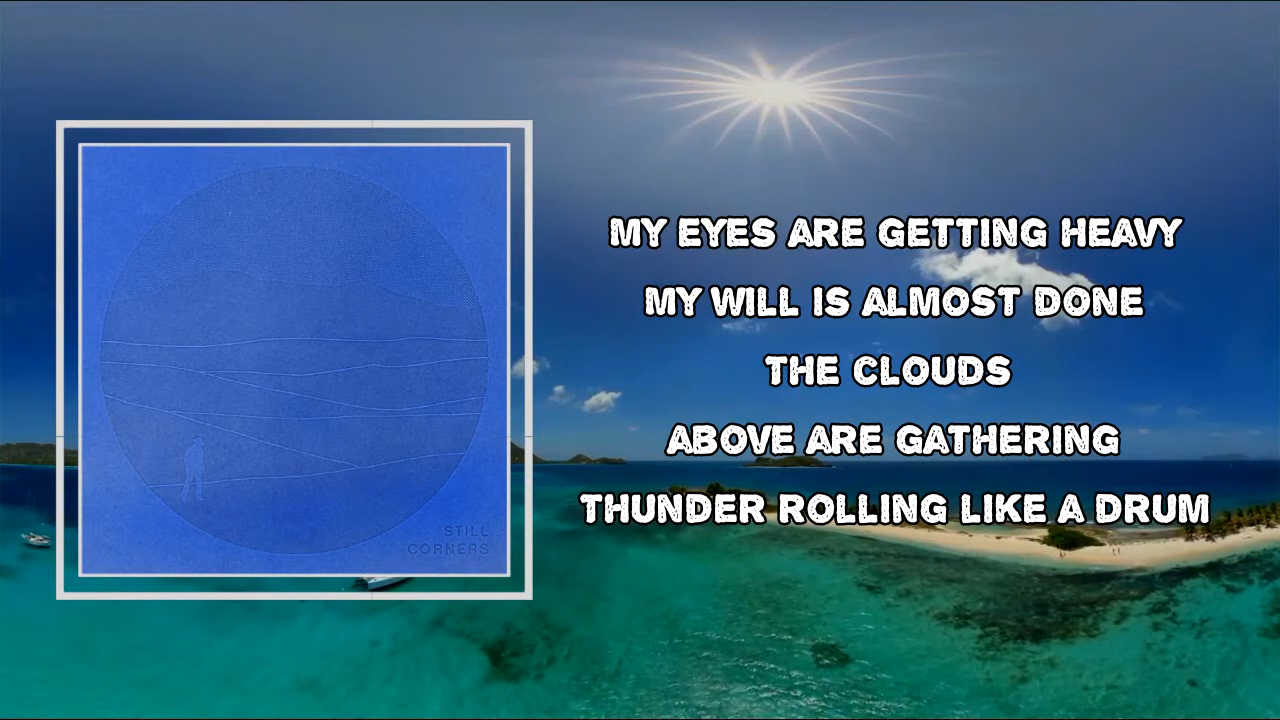 STILL
CORNERS
MY EYES ARE GETTING HEAVY
MY WILL IS ALMOST DONE
THE CLOUDS
ABOVE ARE GATHERING
THUNDER ROLLING LIKE A DRUM